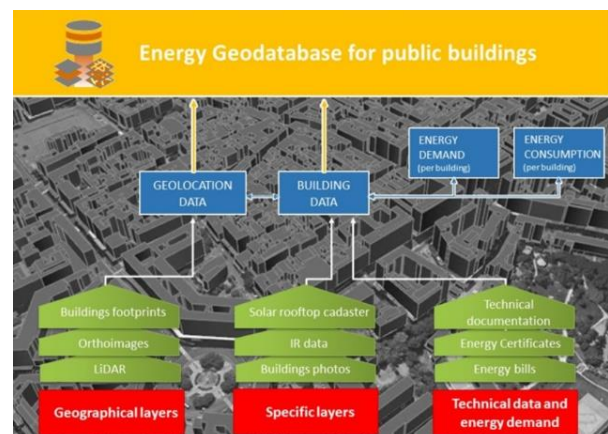 Energy Geodatabase for public buildings
ENERGY
DEMAND
(per building)
ENERGY
CONSUMPTION
(per building)
GEOLOCATION
DATA
BUILDING
DATA
Buildings footprints
Orthoimages
LiDAR
Geographical layers
Solar rooftop cadaster
IR data
Buildings photos
Specific layers
Technical
documentation
Energy Certificates
Energy bills
Technical data and
energy demand